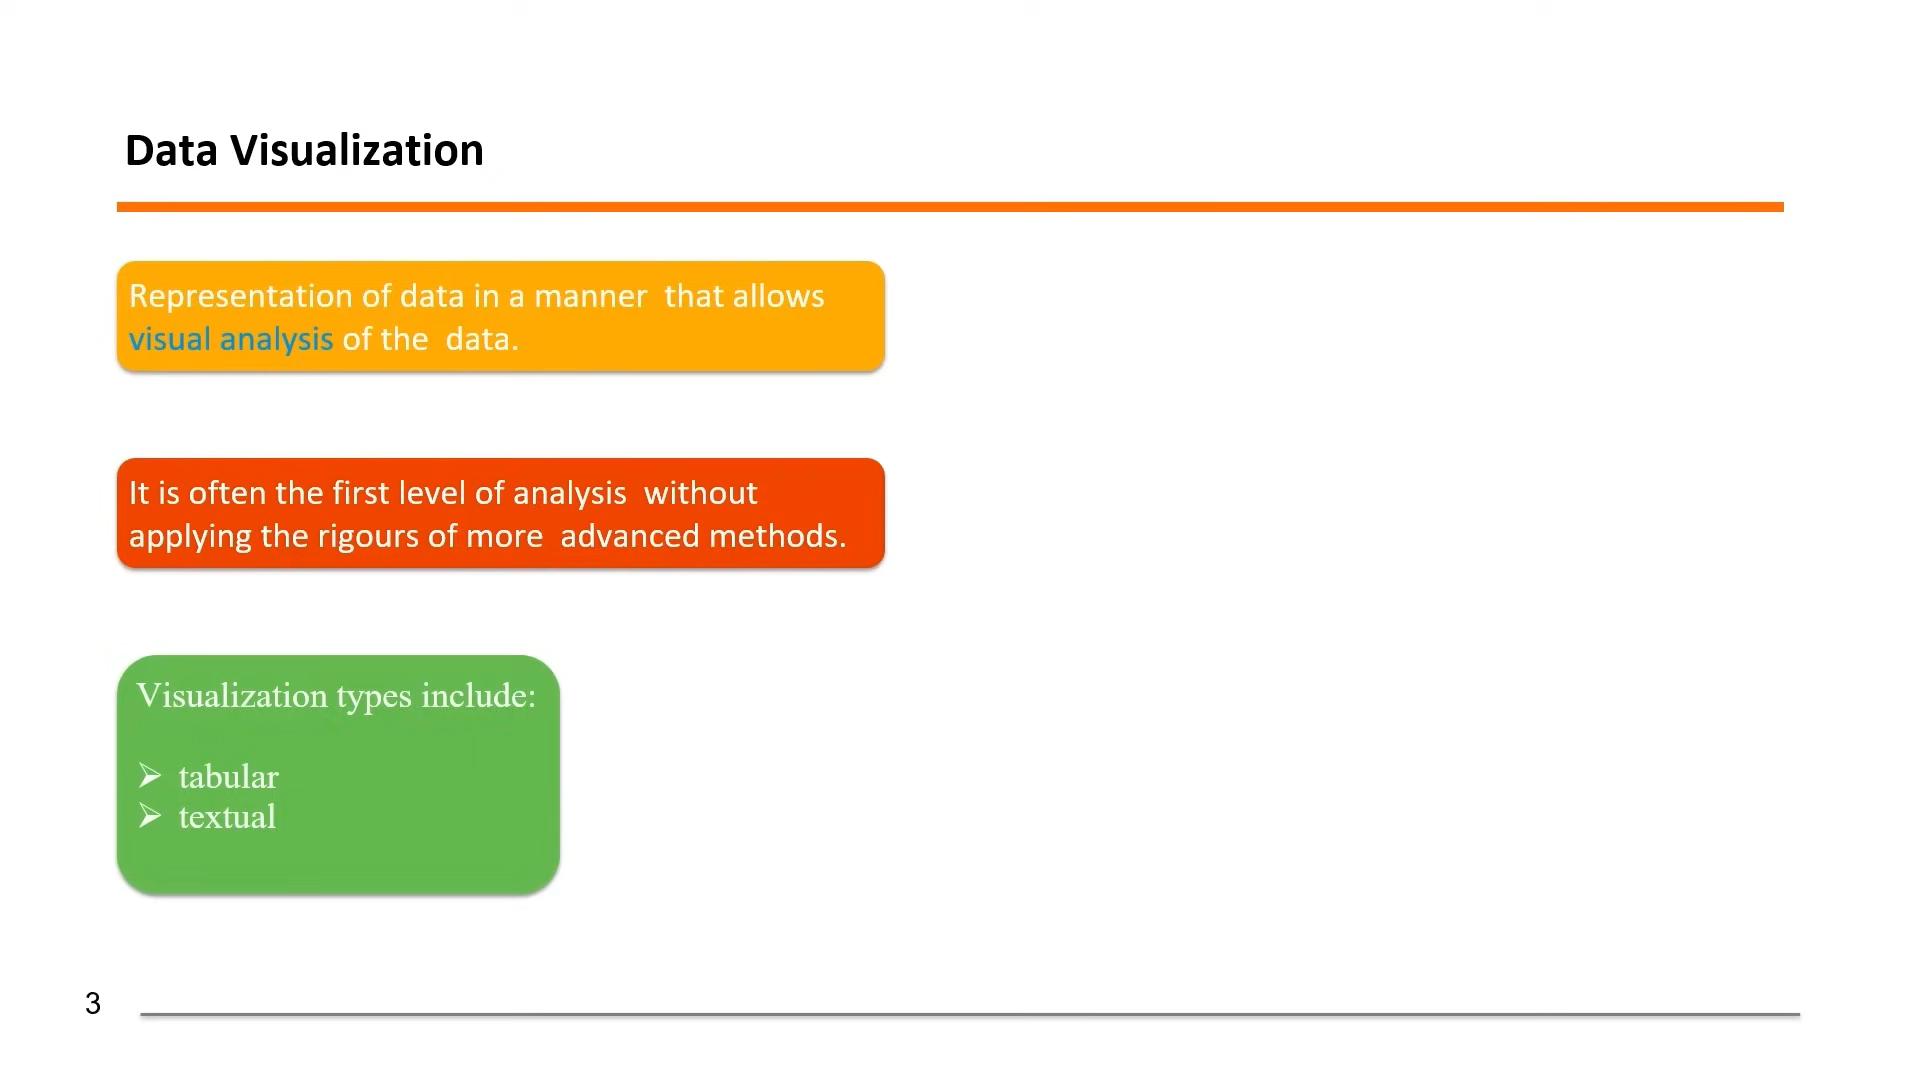 Data Visualization
Representation of data in a manner that allows
visual analysis of the data.
It is often the first level of analysis without
applying the rigours of more advanced methods.
Visualization types include:
➢ tabular
➢ textual
3